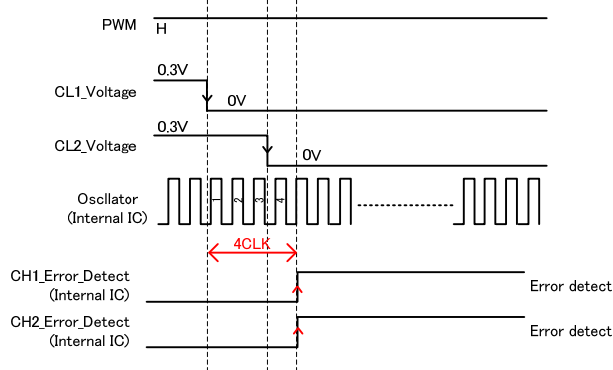 PWM
H
CL1_Voltage
0.3V
0V
CL2_Voltage
0.3V
0V
Oscllator
(Internal IC)
1 2 3 4
4CLK
CH1_Error_Detect
(Internal IC)
Error detect
CH2_Error_Detect
(Internal IC)
Error detect